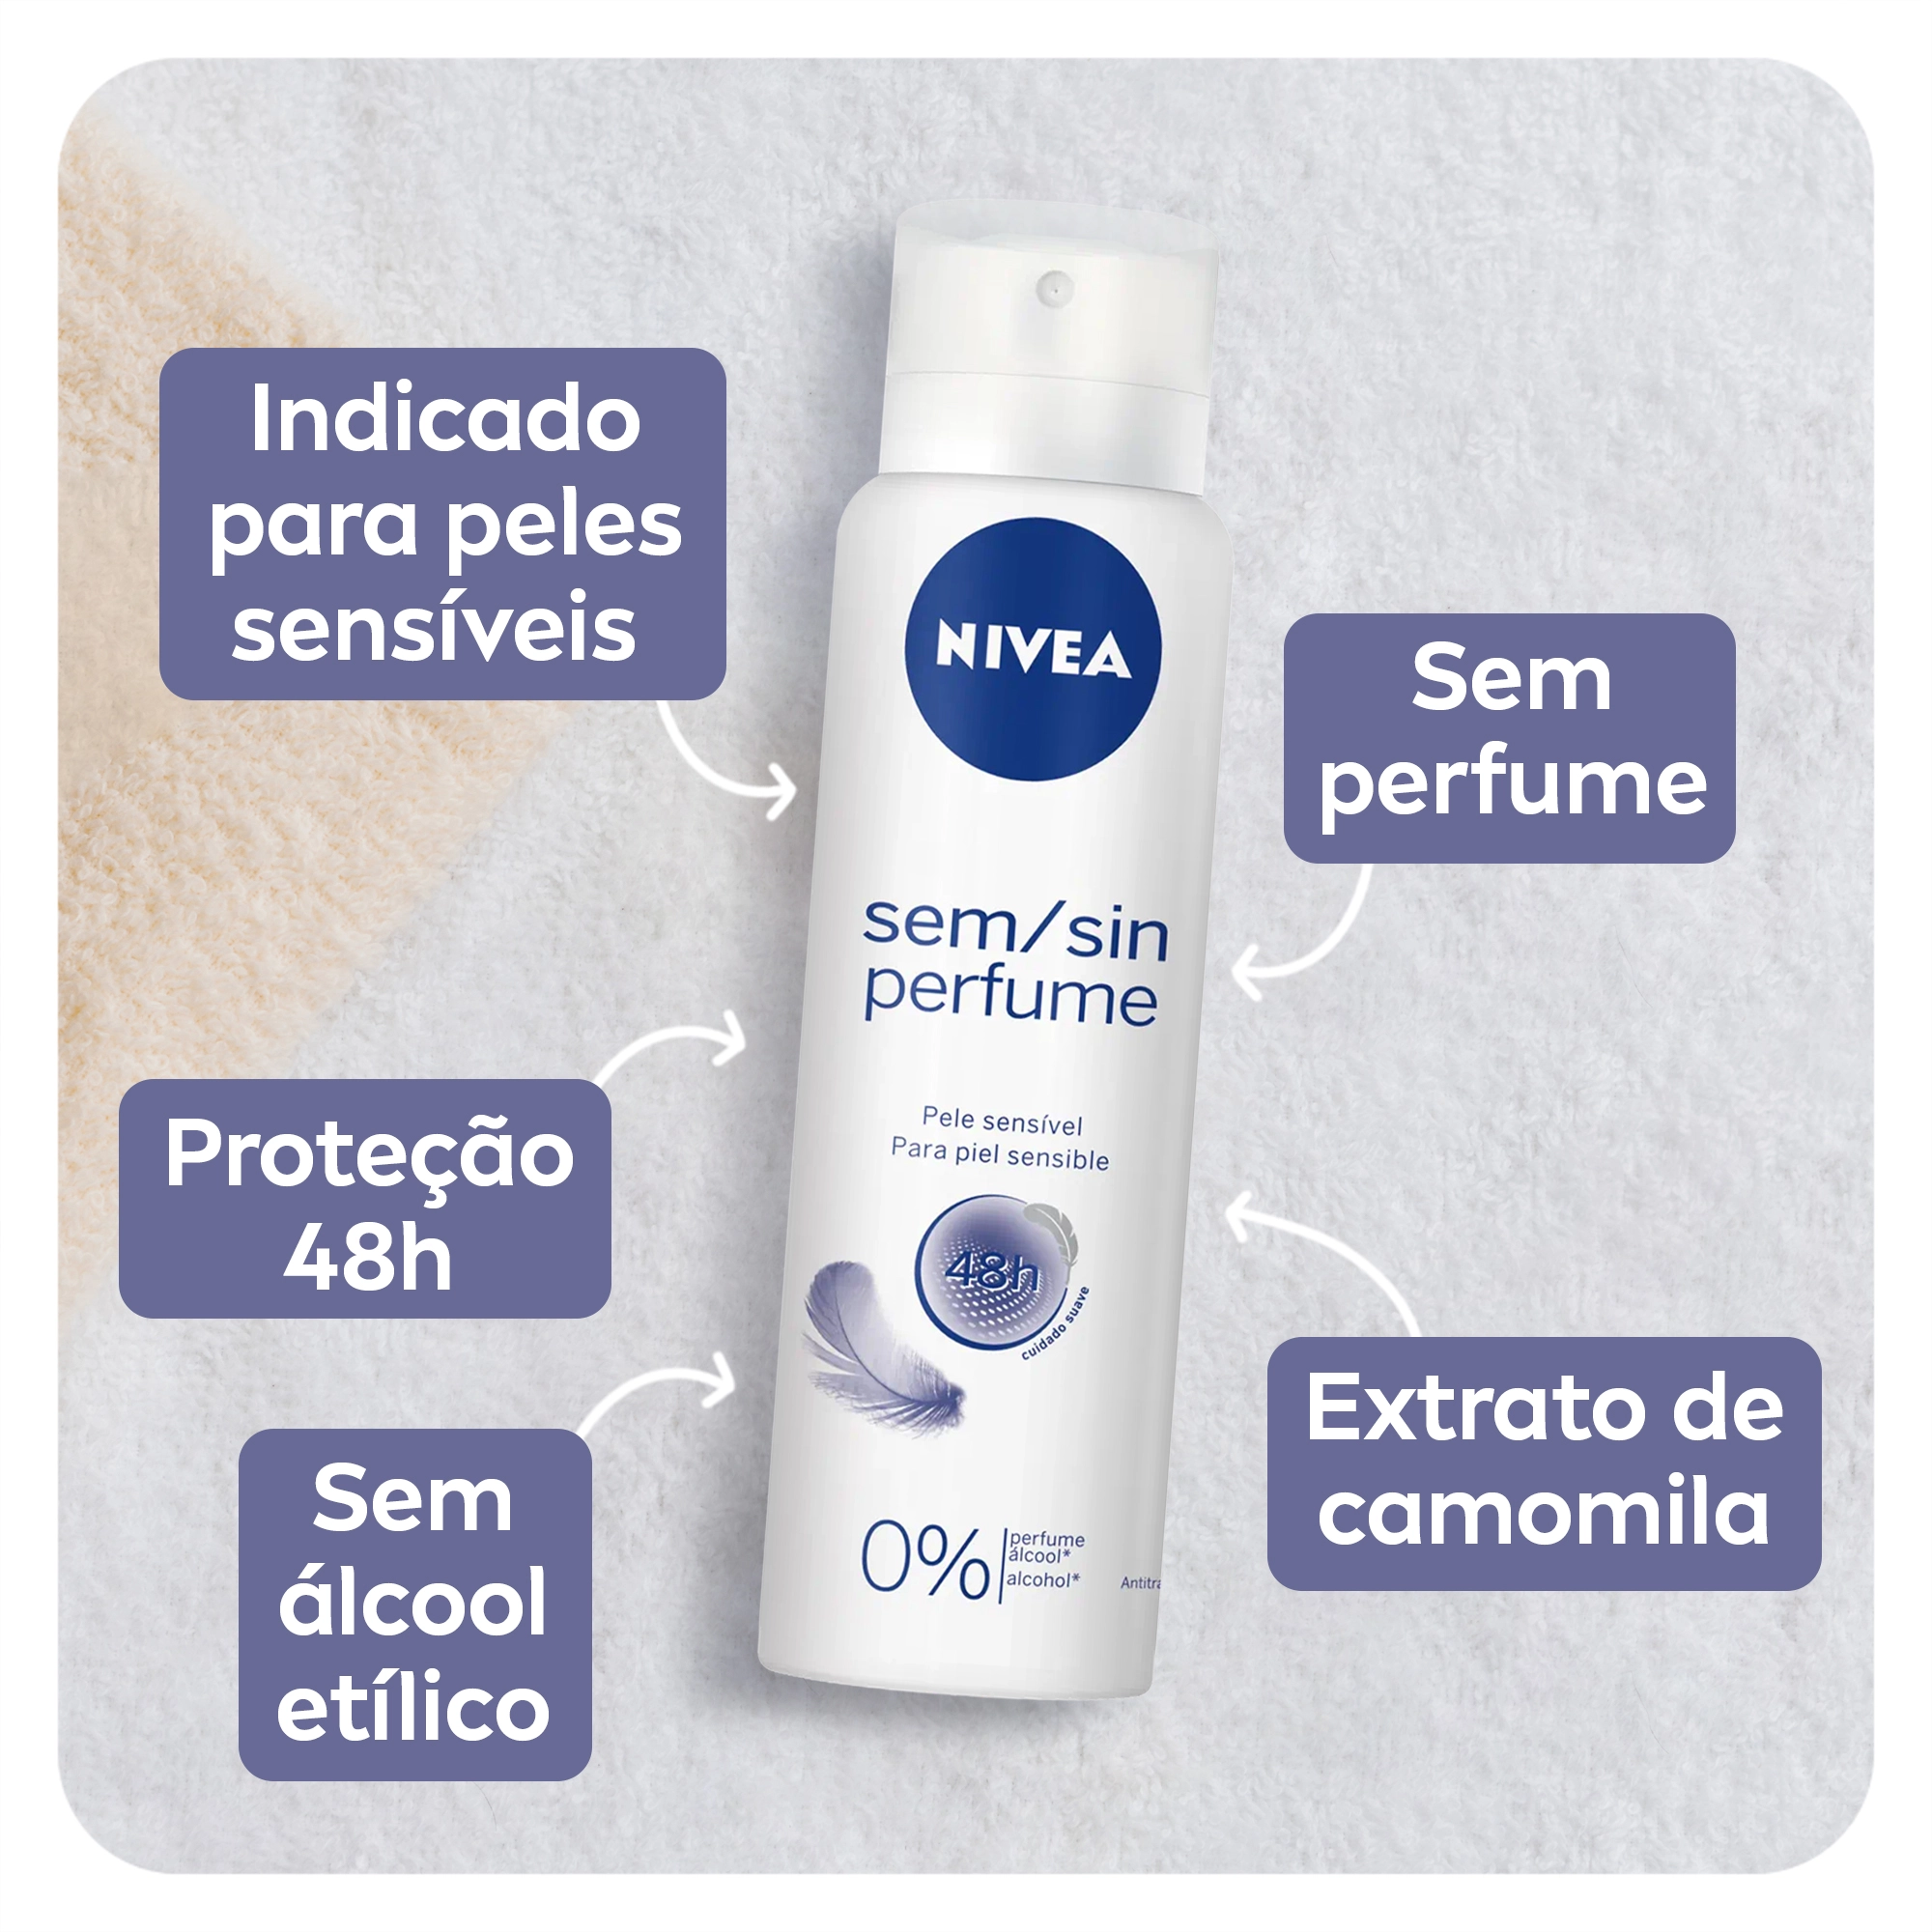 Indicado
para peles
sensíveis
Sem
perfume
Proteção
48h
Extrato de
camomila
Sem
álcool
etílico
NIVEA
sem/sin
perfume
Pele sensível
Para piel sensible
48h
cuidado suave
0%
perfume
álcool*
alcohol*